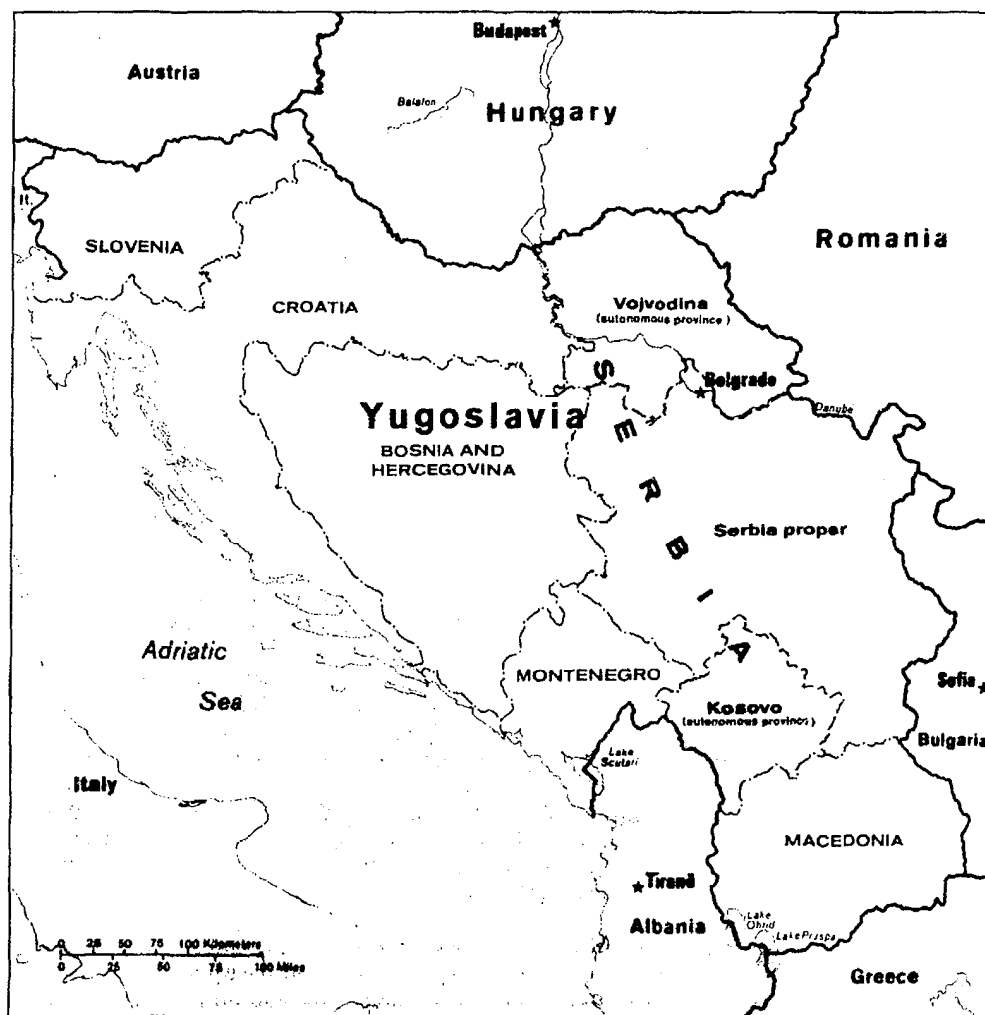 Budapest
Austria
Balaton
Hungary
It.
SLOVENIA
Romania
CROATIA
Vojvodina
(autonomous province)
Belgrade
Danube
Yugoslavia
BOSNIA AND
HERCEGOVINA
SERBIA
Serbia proper
Adriatic
Sea
MONTENEGRO
Sofia
Kosovo
(autonomous province)
Bulgaria
Lake
Scutari
Italy
MACEDONIA
Tiranë
Lake
Ohrid
Albania
Lake Prespa
Greece
0 25 50 75 100 Kilometers
0 25 50 75 100 Miles